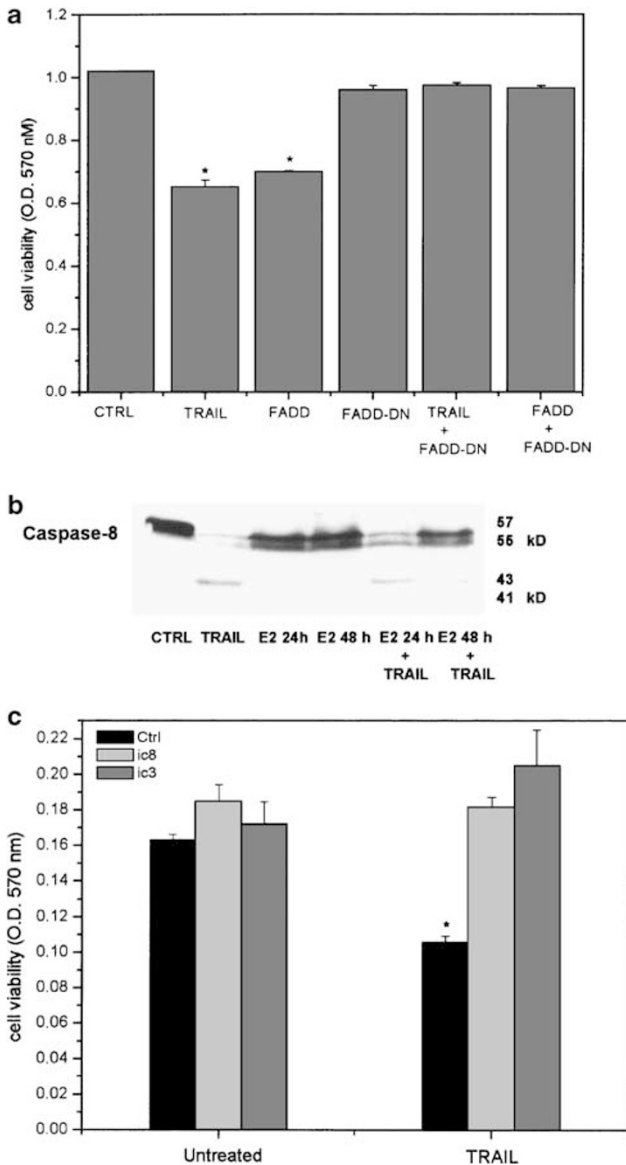 a
cell viability (O.D. 570 nM)
1.2
1.0
0.8
0.6
0.4
0.2
0.0
* *
CTRL TRAIL FADD FADD-DN TRAIL + FADD-DN FADD + FADD-DN
b
Caspase-8
57
55 kD
43
41 kD
CTRL TRAIL E2 24h E2 48 h E2 24 h E2 48 h
+ +
TRAIL TRAIL
c
cell viability (O.D. 570 nm)
0.22
0.20
0.18
0.16
0.14
0.12
0.10
0.08
0.06
0.04
0.02
0.00
Ctrl
ic8
ic3
*
Untreated TRAIL